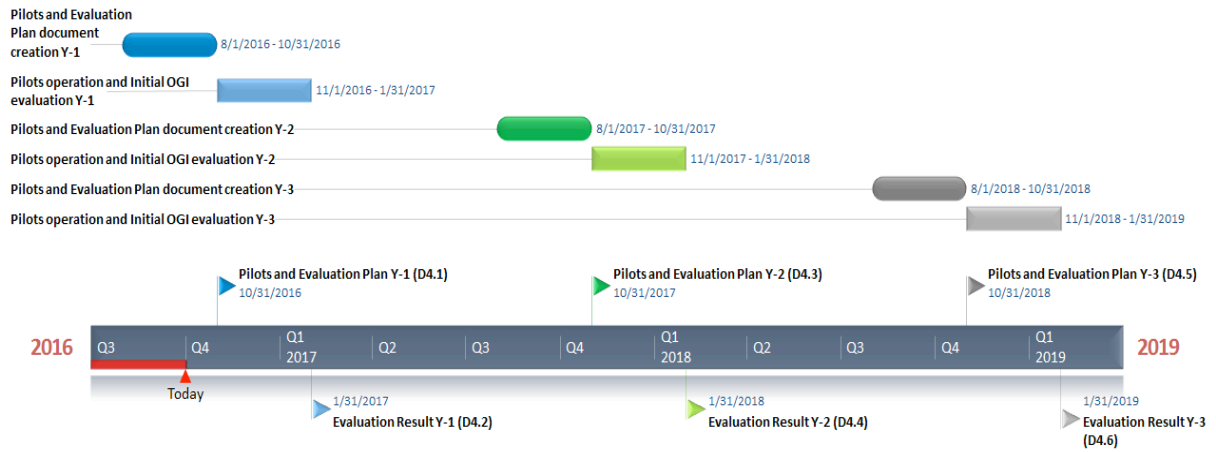 Pilots and Evaluation
Plan document
creation Y-1
8/1/2016 - 10/31/2016
Pilots operation and Initial OGI
evaluation Y-1
11/1/2016 - 1/31/2017
Pilots and Evaluation Plan document creation Y-2
8/1/2017 - 10/31/2017
Pilots operation and Initial OGI evaluation Y-2
11/1/2017 - 1/31/2018
Pilots and Evaluation Plan document creation Y-3
8/1/2018 - 10/31/2018
Pilots operation and Initial OGI evaluation Y-3
11/1/2018 - 1/31/2019
Pilots and Evaluation Plan Y-1 (D4.1)
10/31/2016
Pilots and Evaluation Plan Y-2 (D4.3)
10/31/2017
Pilots and Evaluation Plan Y-3 (D4.5)
10/31/2018
2016
Q3
Q4
Q1
2017
Q2
Q3
Q4
Q1
2018
Q2
Q3
Q4
Q1
2019
2019
Today
1/31/2017
Evaluation Result Y-1 (D4.2)
1/31/2018
Evaluation Result Y-2 (D4.4)
1/31/2019
Evaluation Result Y-3
(D4.6)